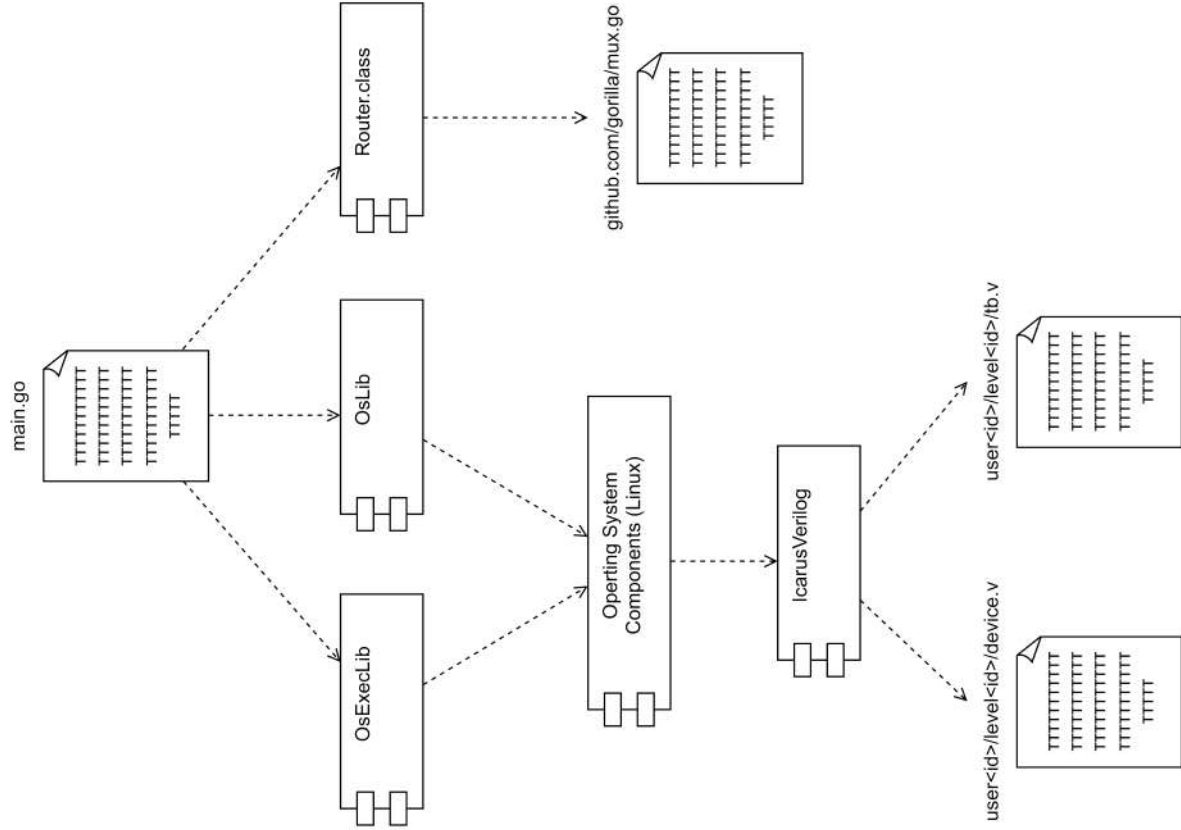 main.go
OsExecLib
OsLib
Router.class
Operting System
Components (Linux)
github.com/gorilla/mux.go
IcarusVerilog
user<id>/level<id>/device.v
user<id>/level<id>/tb.v